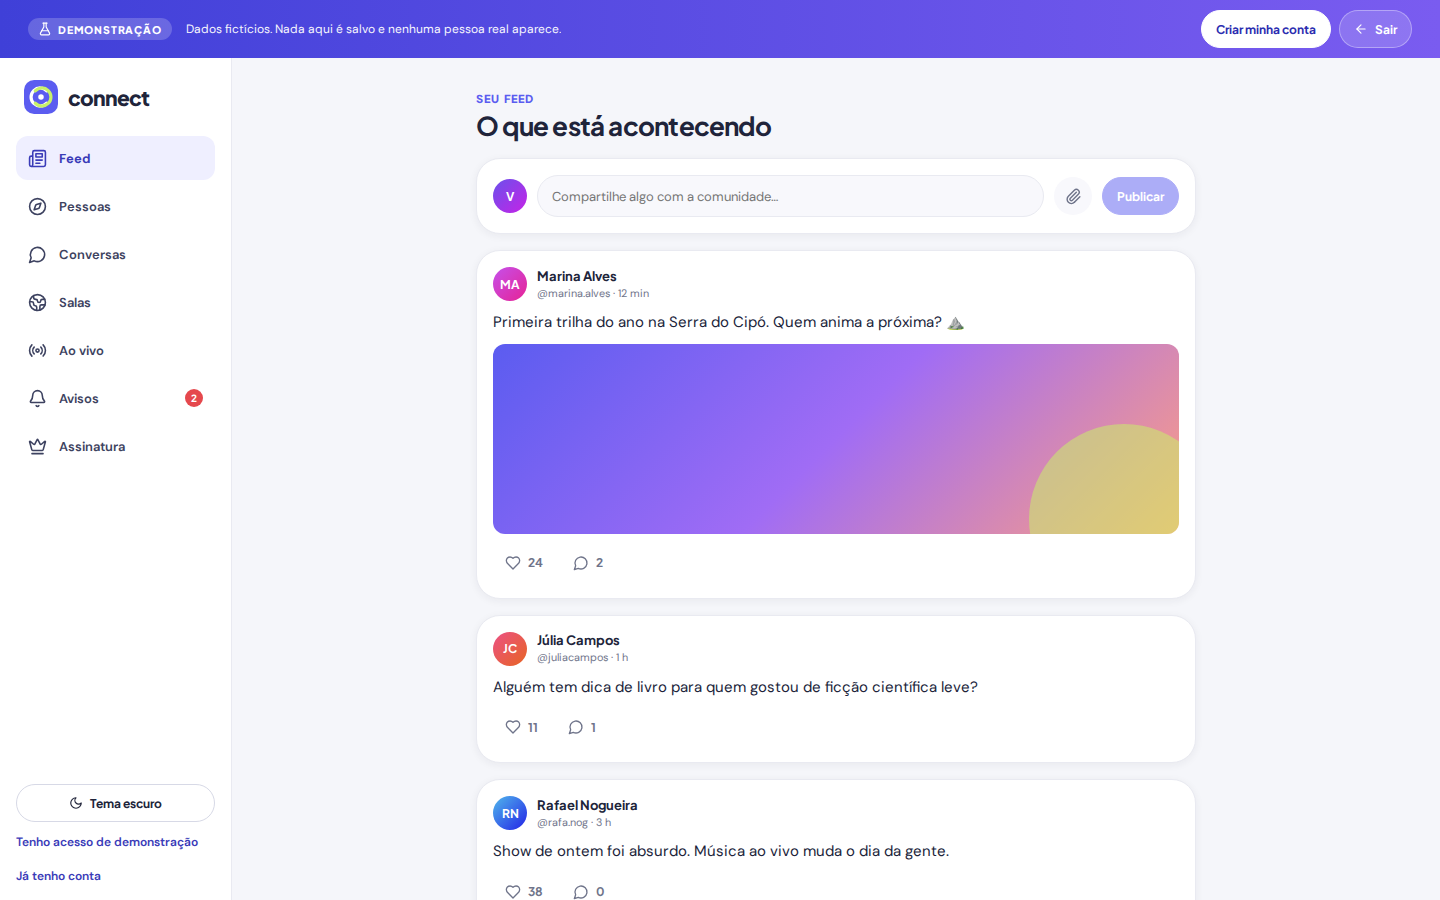 DEMONSTRAÇÃO
Dados fictícios. Nada aqui é salvo e nenhuma pessoa real aparece.
Criar minha conta
Sair
connect
Feed
Pessoas
Conversas
Salas
Ao vivo
Avisos
2
Assinatura
Tema escuro
Tenho acesso de demonstração
Já tenho conta
SEU FEED
O que está acontecendo
V
Compartilhe algo com a comunidade...
Publicar
MA
Marina Alves
@marina.alves · 12 min
Primeira trilha do ano na Serra do Cipó. Quem anima a próxima? ⛰️
24
2
JC
Júlia Campos
@juliacampos · 1 h
Alguém tem dica de livro para quem gostou de ficção científica leve?
11
1
RN
Rafael Nogueira
@rafa.nog · 3 h
Show de ontem foi absurdo. Música ao vivo muda o dia da gente.
38
0